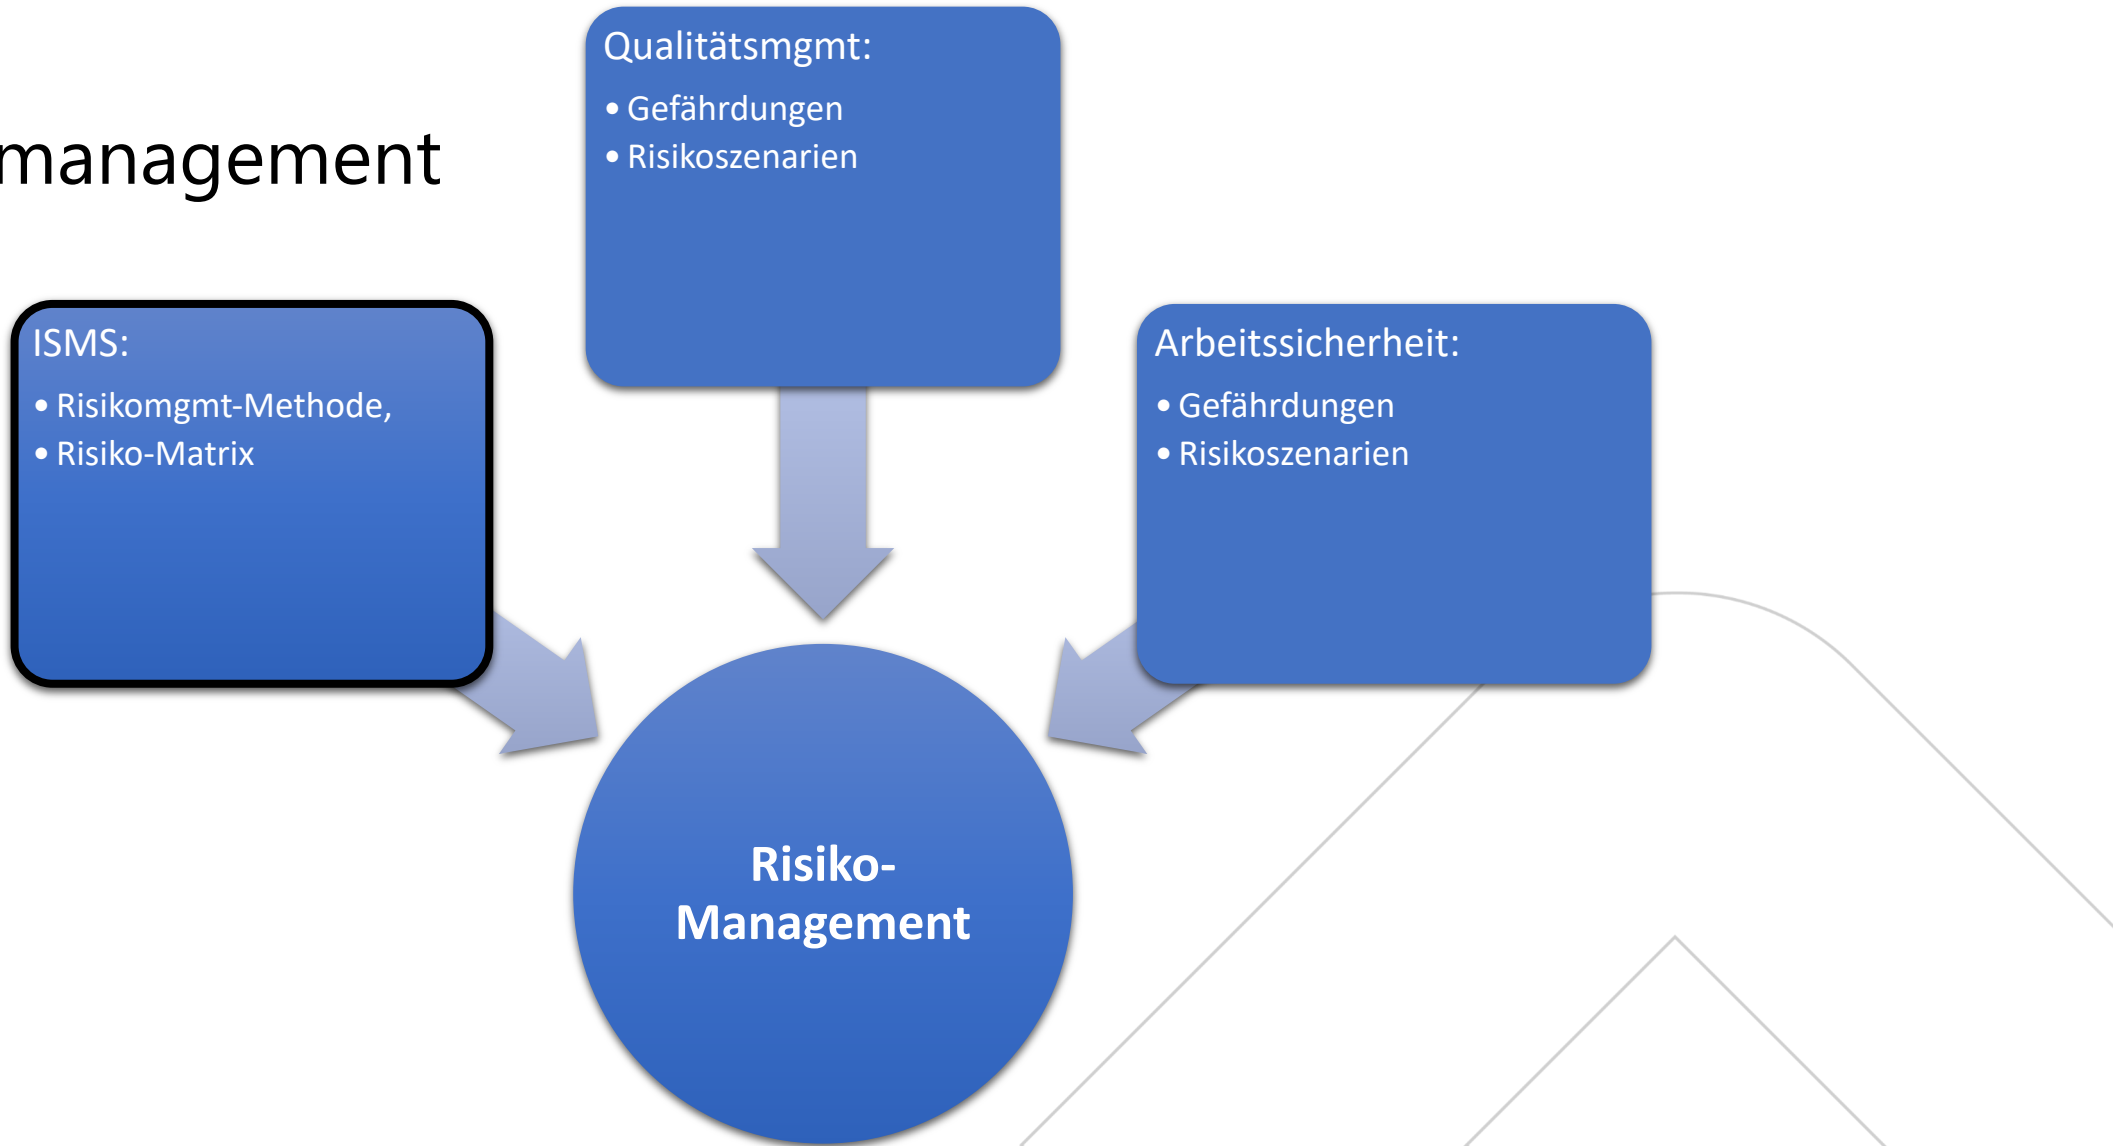 management
Qualitätsmgmt:
• Gefährdungen
• Risikoszenarien
ISMS:
• Risikomgmt-Methode,
• Risiko-Matrix
Arbeitssicherheit:
• Gefährdungen
• Risikoszenarien
Risiko-
Management